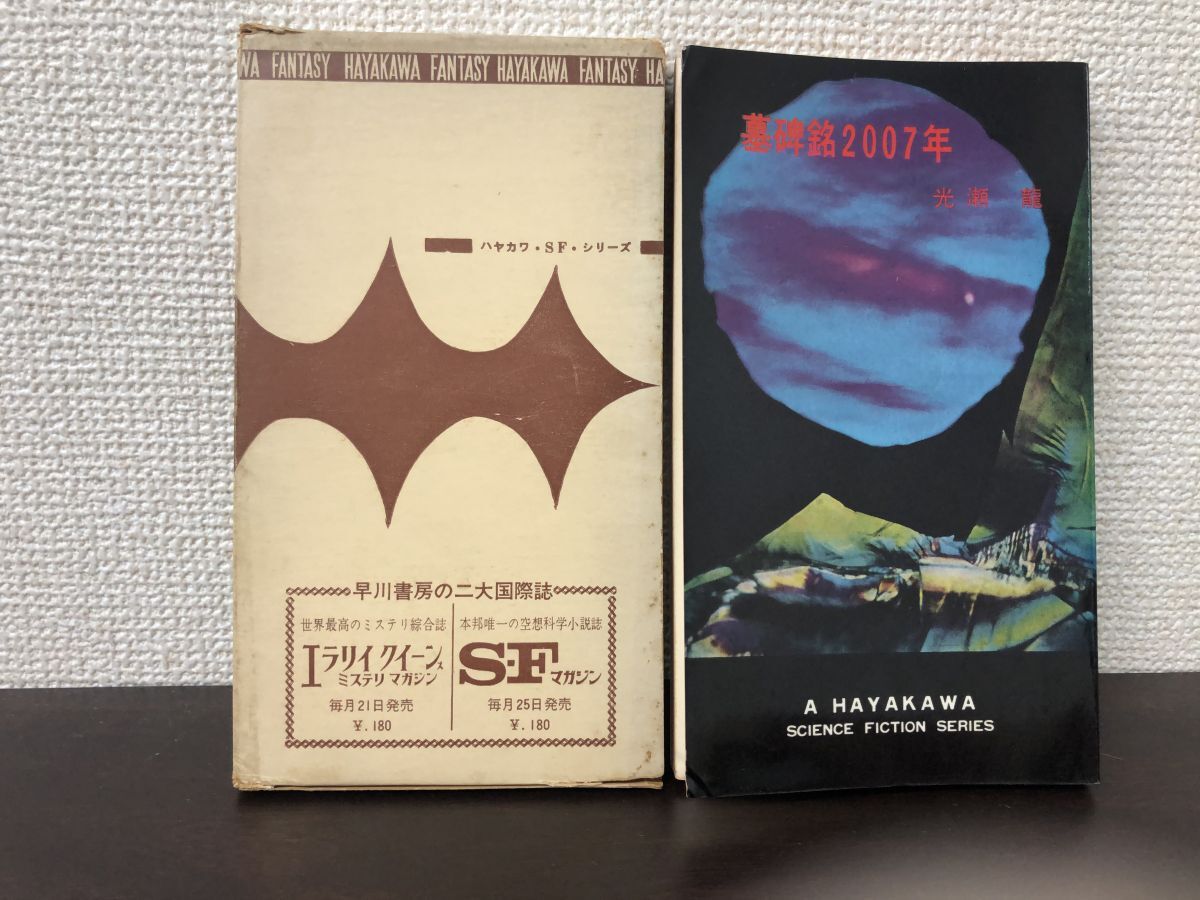 WA FANTASY HAYAKAWA FANTASY HAYAKAWA FANTASY HA
ハヤカワ・SF・シリーズ
早川書房の二大国際誌
世界最高のミステリ綜合誌
エラリイ クイーンズ
ミステリ マガジン
毎月21日発売
¥.180
本邦唯一の空想科学小説誌
S-Fマガジン
毎月25日発売
¥.180
墓碑銘2007年
光瀬 龍
A HAYAKAWA
SCIENCE FICTION SERIES